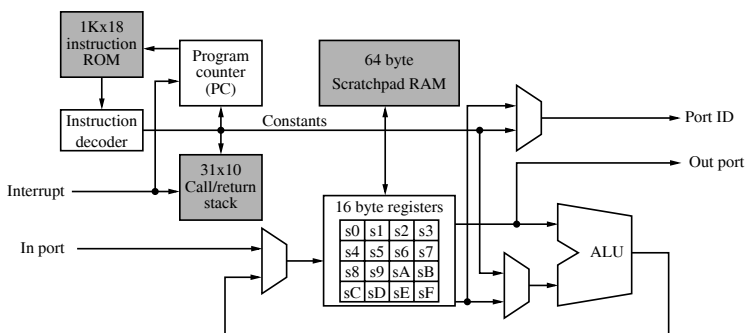 1Kx18
instruction
ROM
Program
counter
(PC)
64 byte
Scratchpad RAM
Instruction
decoder
Constants
Port ID
31x10
Call/return
stack
Out port
Interrupt
16 byte registers
s0 s1 s2 s3
s4 s5 s6 s7
s8 s9 sA sB
sC sD sE sF
In port
ALU